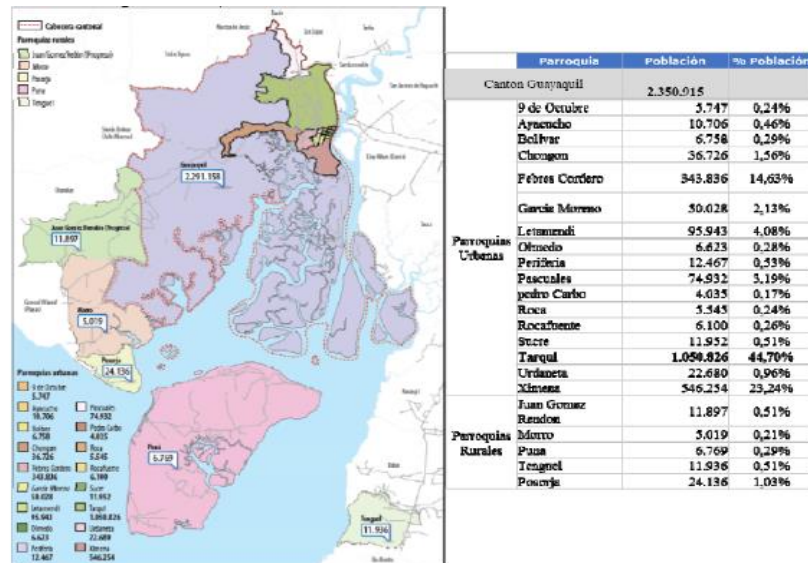 Cabecera cantonal
Parroquias rurales
Juan Gomez Rendon (Progreso)
Morro
Posorja
Puna
Tenguel
Guayaquil
2.291.158
Juan Gomez Rendon (Progreso)
11.897
Morro
5.019
Posorja
24.136
Puná
6.769
Tenguel
11.936
Parroquias urbanas
9 de Octubre
5.747
Ayacucho
10.706
Bolívar
6.758
Chongon
36.726
Febres Cordero
343.836
García Moreno
50.028
Letamendi
95.943
Olmedo
6.623
Periferia
12.467
Pascuales
74.932
Pedro Carbo
4.035
Roca
5.545
Rocafuerte
6.100
Sucre
11.952
Tarqui
1.050.826
Urdaneta
22.680
Ximena
546.254
Parroquia Población % Población
Canton Guayaquil 2.350.915
Parroquias Urbanas
9 de Octubre 5.747 0,24%
Ayacucho 10.706 0,46%
Bolívar 6.758 0,29%
Chongon 36.726 1,56%
Febres Cordero 343.836 14,63%
García Moreno 50.028 2,13%
Letamendi 95.943 4,08%
Olmedo 6.623 0,28%
Periferia 12.467 0,53%
Pascuales 74.932 3,19%
pedro Carbo 4.035 0,17%
Roca 5.545 0,24%
Rocafuente 6.100 0,26%
Sucre 11.952 0,51%
Tarqui 1.050.826 44,70%
Urdaneta 22.680 0,96%
Ximena 546.254 23,24%
Parroquias Rurales
Juan Gomez
Rendon 11.897 0,51%
Morro 5.019 0,21%
Puna 6.769 0,29%
Tenguel 11.936 0,51%
Posorja 24.136 1,03%